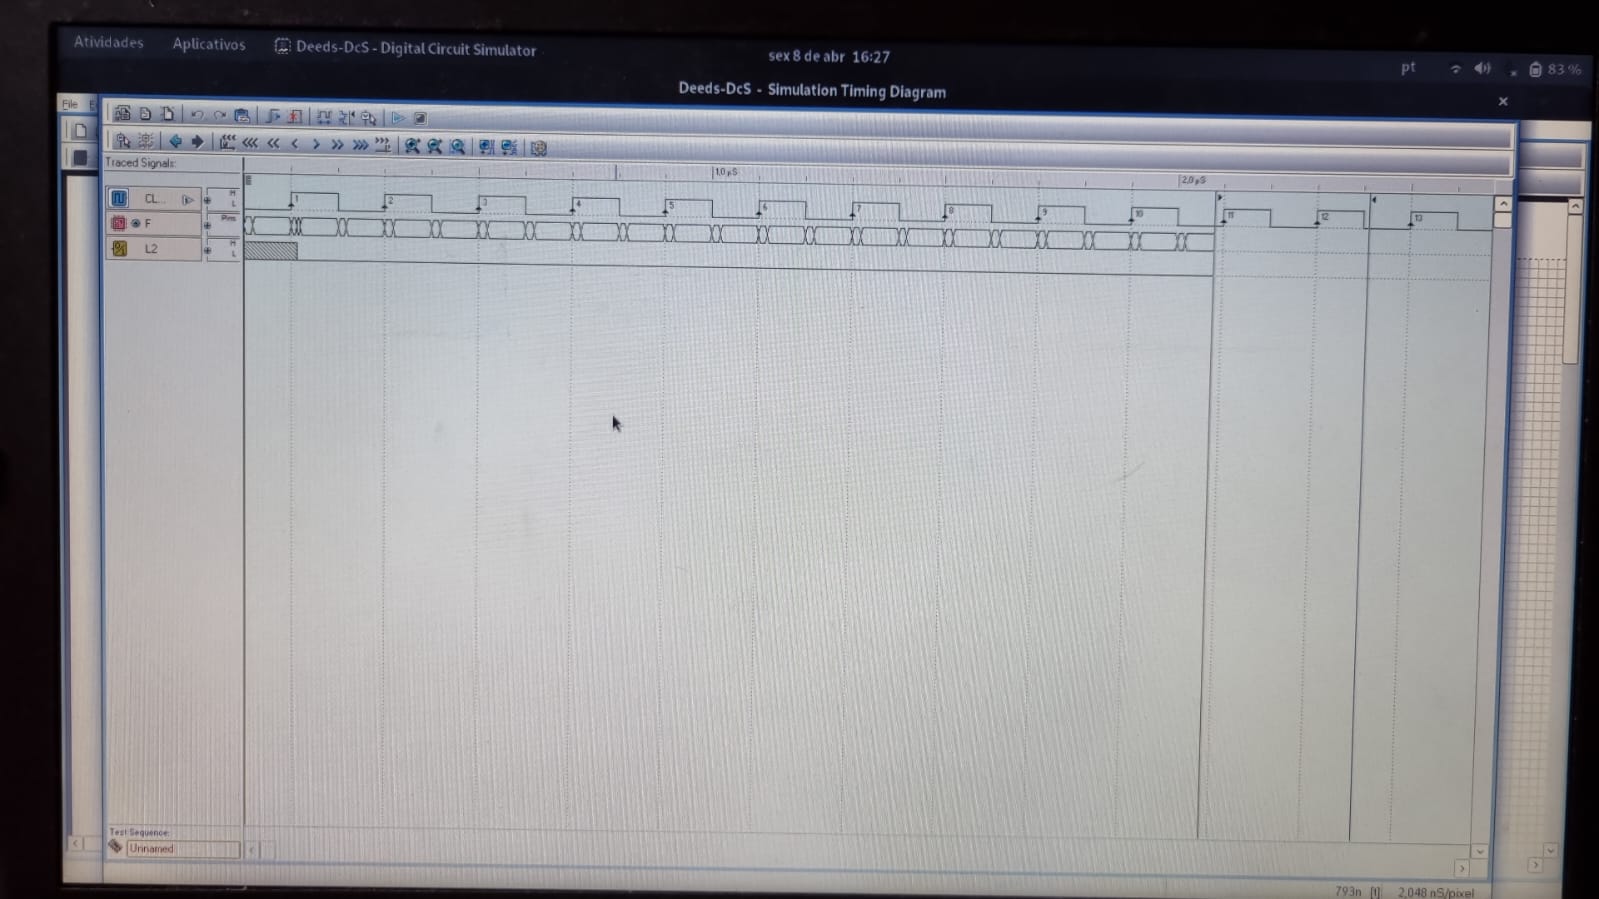 Atividades Aplicativos Deeds-DcS - Digital Circuit Simulator sex 8 de abr 16:27 pt 83 %
Deeds-DcS - Simulation Timing Diagram
File
Traced Signals:
1,0 µS 2,0 µS
CL... H L 1 2 3 4 5 6 7 8 9 10 11 12 13
F Pins
L2 H L
Test Sequence:
Unnamed
793n [t] 2,048 nS/pixel